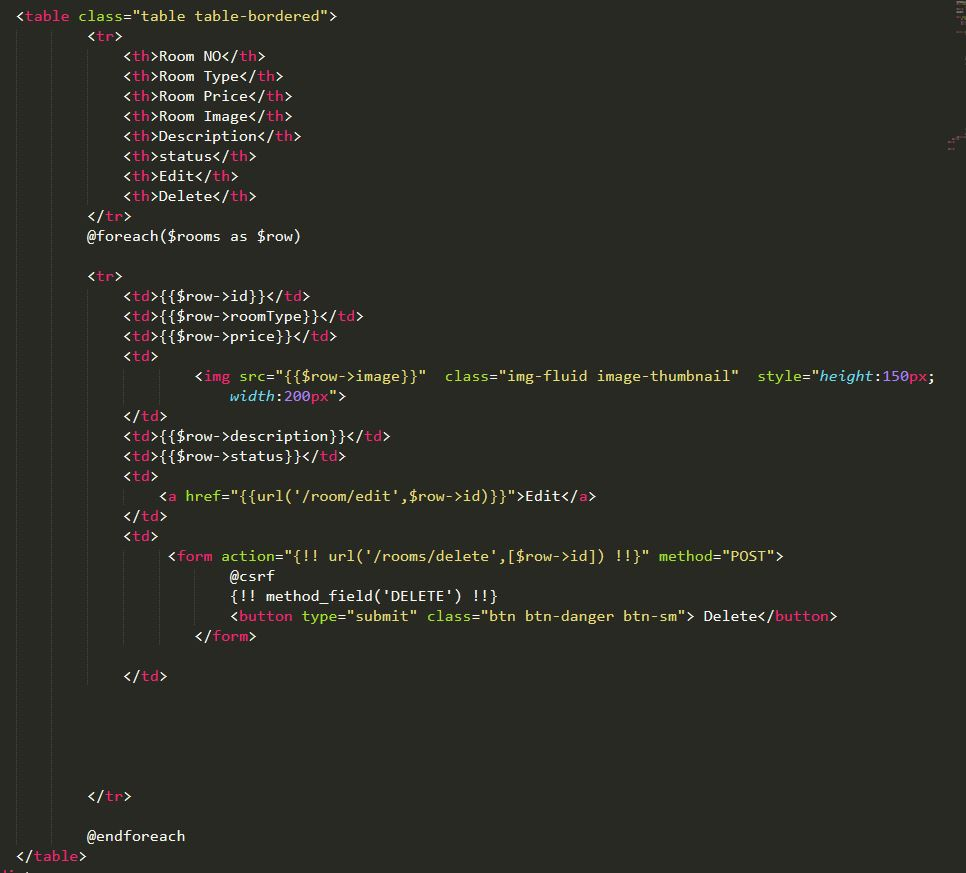 <table class="table table-bordered">
<tr>
<th>Room NO</th>
<th>Room Type</th>
<th>Room Price</th>
<th>Room Image</th>
<th>Description</th>
<th>status</th>
<th>Edit</th>
<th>Delete</th>
</tr>
@foreach($rooms as $row)
<tr>
<td>{{$row->id}}</td>
<td>{{$row->roomType}}</td>
<td>{{$row->price}}</td>
<td>
<img src="{{$row->image}}"  class="img-fluid image-thumbnail"  style="height:150px;
width:200px">
</td>
<td>{{$row->description}}</td>
<td>{{$row->status}}</td>
<td>
<a href="{{url('/room/edit',$row->id)}}">Edit</a>
</td>
<td>
<form action="{!! url('/rooms/delete',[$row->id]) !!}" method="POST">
@csrf
{!! method_field('DELETE') !!}
<button type="submit" class="btn btn-danger btn-sm"> Delete</button>
</form>
</td>
</tr>
@endforeach
</table>